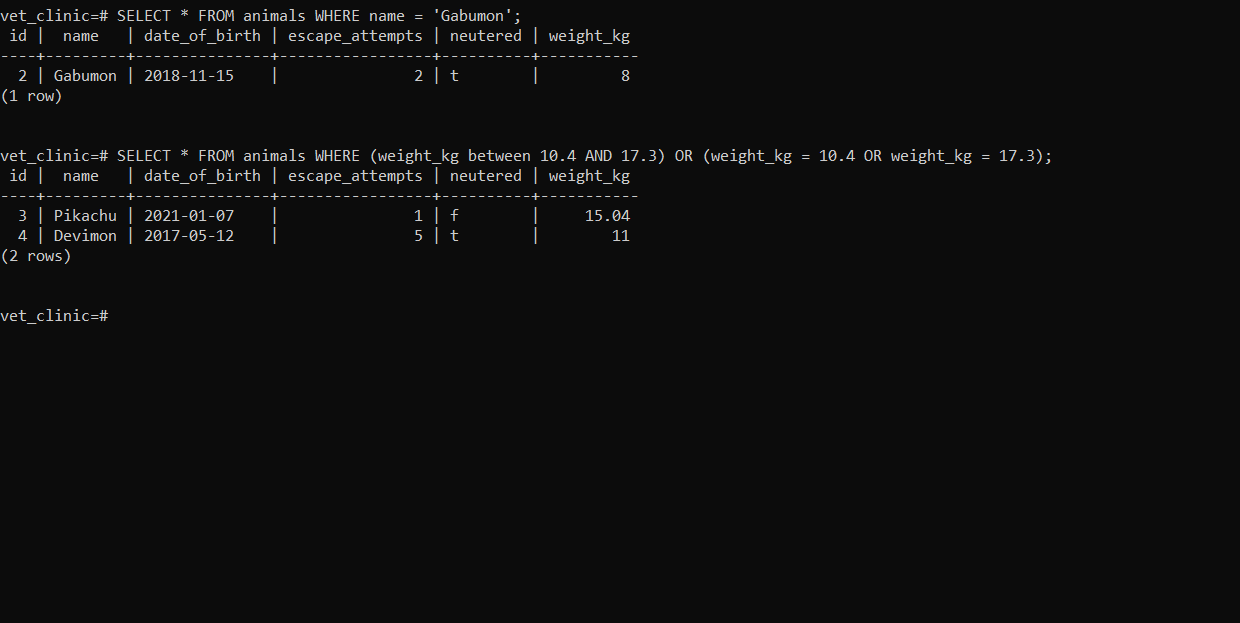 vet_clinic=# SELECT * FROM animals WHERE name = 'Gabumon';
 id |  name   | date_of_birth | escape_attempts | neutered | weight_kg
----+---------+---------------+-----------------+----------+-----------
  2 | Gabumon | 2018-11-15    |               2 | t        |         8
(1 row)
vet_clinic=# SELECT * FROM animals WHERE (weight_kg between 10.4 AND 17.3) OR (weight_kg = 10.4 OR weight_kg = 17.3);
 id |  name   | date_of_birth | escape_attempts | neutered | weight_kg
----+---------+---------------+-----------------+----------+-----------
  3 | Pikachu | 2021-01-07    |               1 | f        |     15.04
  4 | Devimon | 2017-05-12    |               5 | t        |        11
(2 rows)
vet_clinic=#